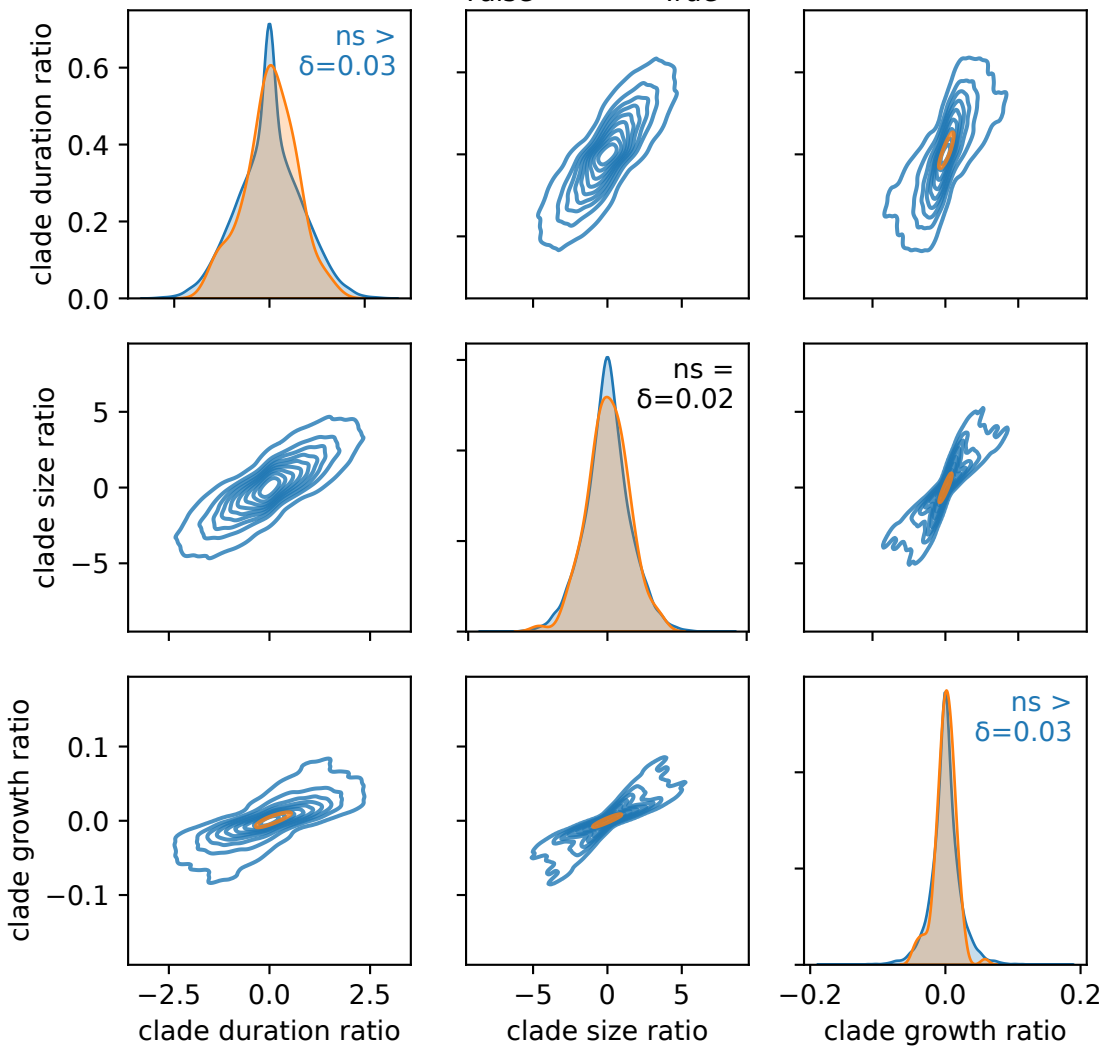 clade duration ratio
0.6
0.4
0.2
0.0
ns >
δ=0.03
clade size ratio
5
0
−5
ns =
δ=0.02
clade growth ratio
0.1
0.0
−0.1
ns >
δ=0.03
−2.5 0.0 2.5
−5 0 5
−0.2 0.0 0.2
clade duration ratio
clade size ratio
clade growth ratio